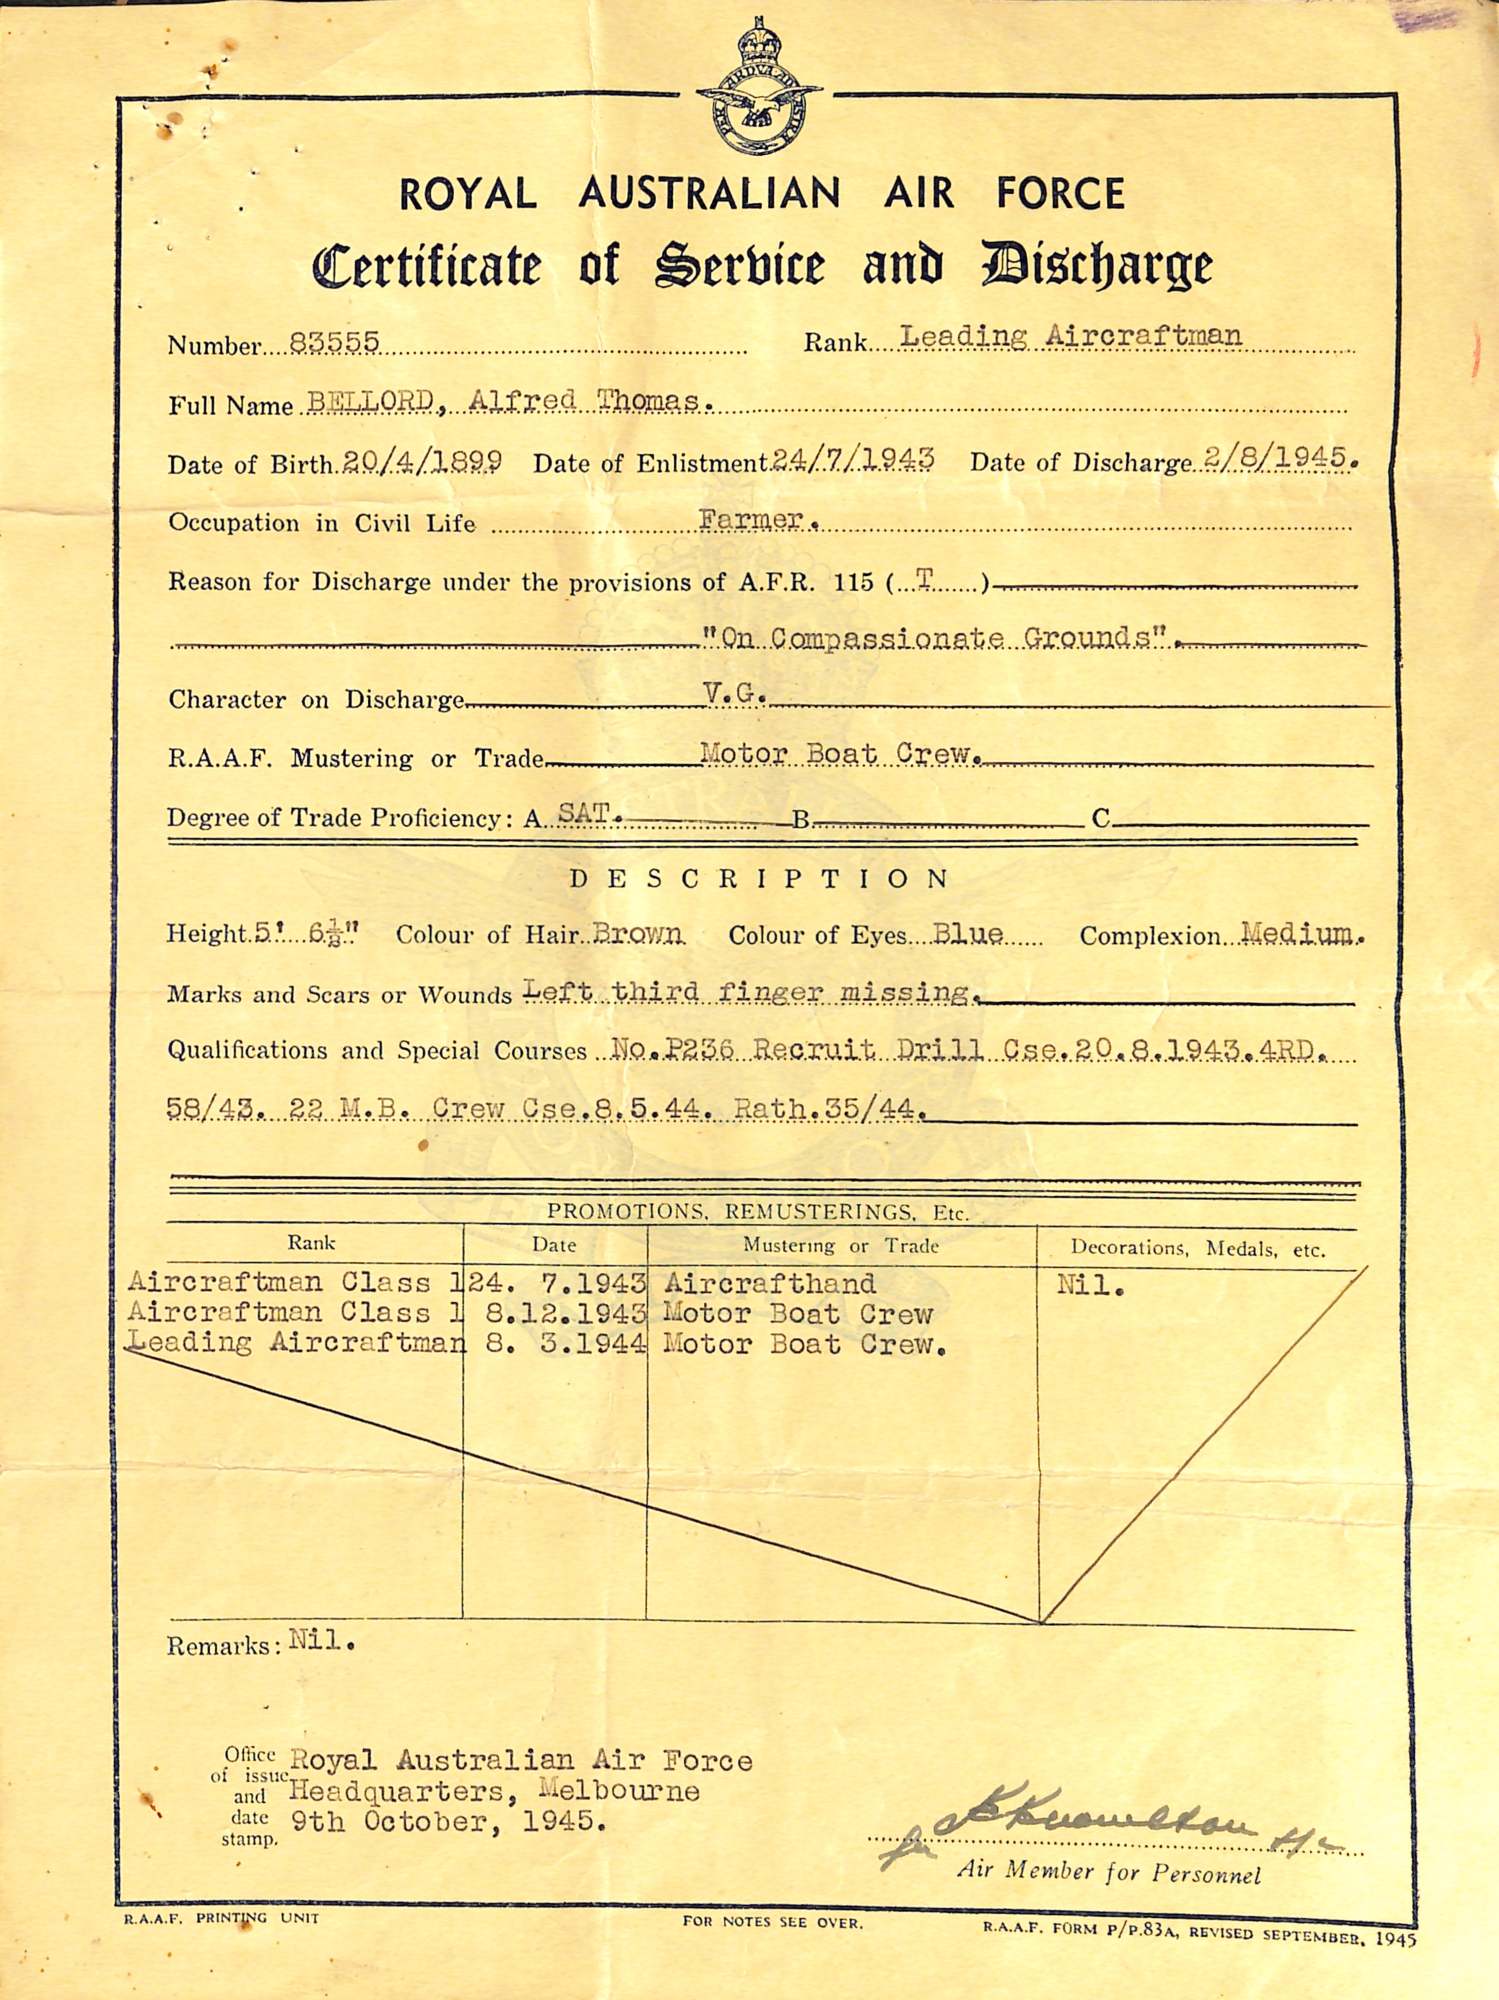 PER ARDVA AD ASTRA
ROYAL AUSTRALIAN AIR FORCE
Certificate of Service and Discharge
Number 83555 Rank Leading Aircraftman
Full Name BELLORD, Alfred Thomas.
Date of Birth 20/4/1899 Date of Enlistment 24/7/1943 Date of Discharge 2/8/1945.
Occupation in Civil Life Farmer.
Reason for Discharge under the provisions of A.F.R. 115 (T)
"On Compassionate Grounds".
Character on Discharge V.G.
R.A.A.F. Mustering or Trade Motor Boat Crew.
Degree of Trade Proficiency: A SAT. B C
DESCRIPTION
Height 5' 6½" Colour of Hair Brown Colour of Eyes Blue Complexion Medium.
Marks and Scars or Wounds Left third finger missing.
Qualifications and Special Courses No.P236 Recruit Drill Cse.20.8.1943.4RD.
58/43. 22 M.B. Crew Cse.8.5.44. Rath.35/44.
PROMOTIONS, REMUSTERINGS, Etc.
Rank Date Mustering or Trade Decorations, Medals, etc.
Aircraftman Class 1 24. 7.1943 Aircrafthand Nil.
Aircraftman Class 1 8.12.1943 Motor Boat Crew
Leading Aircraftman 8. 3.1944 Motor Boat Crew.
Remarks: Nil.
Office of issue and date stamp.
Royal Australian Air Force
Headquarters, Melbourne
9th October, 1945.
for
Air Member for Personnel
R.A.A.F. PRINTING UNIT FOR NOTES SEE OVER. R.A.A.F. FORM P/P.83A, REVISED SEPTEMBER, 1945